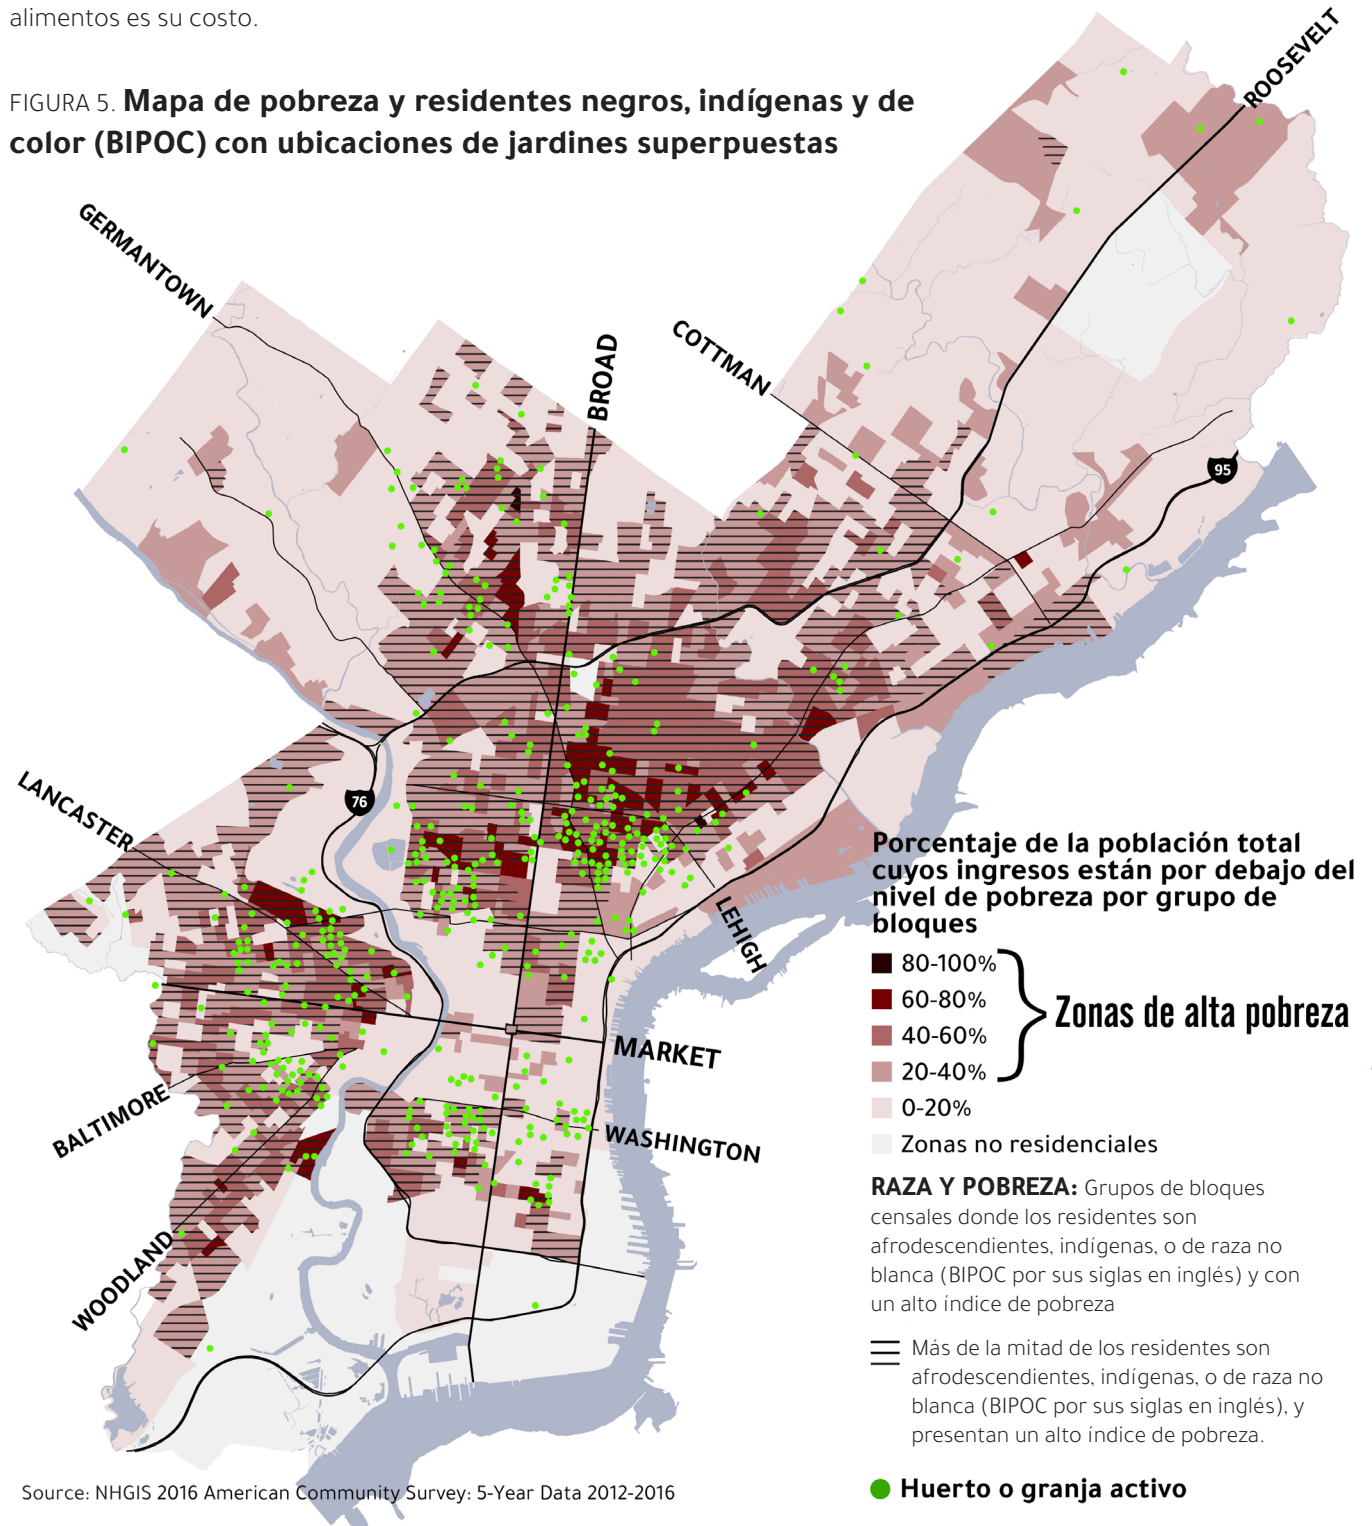 alimentos es su costo.
FIGURA 5. Mapa de pobreza y residentes negros, indígenas y de
color (BIPOC) con ubicaciones de jardines superpuestas
ROOSEVELT
GERMANTOWN
BROAD
COTTMAN
95
LANCASTER
76
LEHIGH
MARKET
BALTIMORE
WASHINGTON
WOODLAND
Porcentaje de la población total
cuyos ingresos están por debajo del
nivel de pobreza por grupo de
bloques
80-100%
60-80%
40-60%
20-40%
Zonas de alta pobreza
0-20%
Zonas no residenciales
RAZA Y POBREZA: Grupos de bloques
censales donde los residentes son
afrodescendientes, indígenas, o de raza no
blanca (BIPOC por sus siglas en inglés) y con
un alto índice de pobreza
Más de la mitad de los residentes son
afrodescendientes, indígenas, o de raza no
blanca (BIPOC por sus siglas en inglés), y
presentan un alto índice de pobreza.
Huerto o granja activo
Source: NHGIS 2016 American Community Survey: 5-Year Data 2012-2016